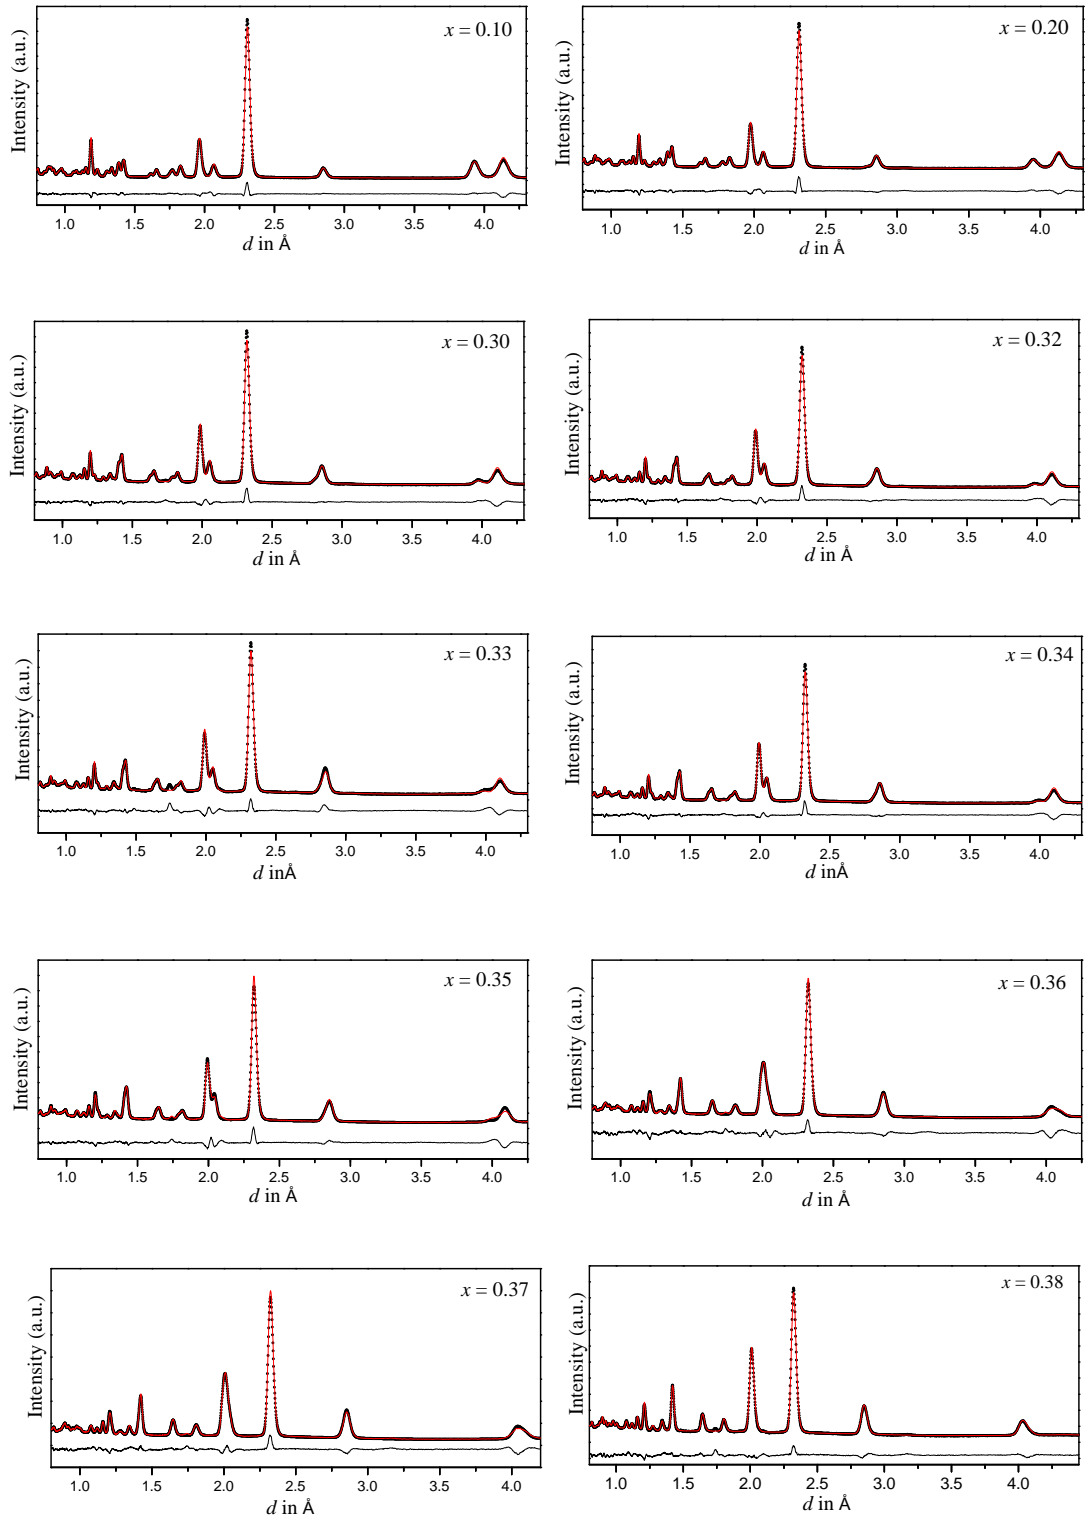 x = 0.10
Intensity (a.u.)
1.0 1.5 2.0 2.5 3.0 3.5 4.0
d in Å
x = 0.20
Intensity (a.u.)
1.0 1.5 2.0 2.5 3.0 3.5 4.0
d in Å
x = 0.30
Intensity (a.u.)
1.0 1.5 2.0 2.5 3.0 3.5 4.0
d in Å
x = 0.32
Intensity (a.u.)
1.0 1.5 2.0 2.5 3.0 3.5 4.0
d in Å
x = 0.33
Intensity (a.u.)
1.0 1.5 2.0 2.5 3.0 3.5 4.0
d inÅ
x = 0.34
Intensity (a.u.)
1.0 1.5 2.0 2.5 3.0 3.5 4.0
d inÅ
x = 0.35
Intensity (a.u.)
1.0 1.5 2.0 2.5 3.0 3.5 4.0
d in Å
x = 0.36
Intensity (a.u.)
1.0 1.5 2.0 2.5 3.0 3.5 4.0
d in Å
x = 0.37
Intensity (a.u.)
1.0 1.5 2.0 2.5 3.0 3.5 4.0
d in Å
x = 0.38
Intensity (a.u.)
1.0 1.5 2.0 2.5 3.0 3.5 4.0
d in Å